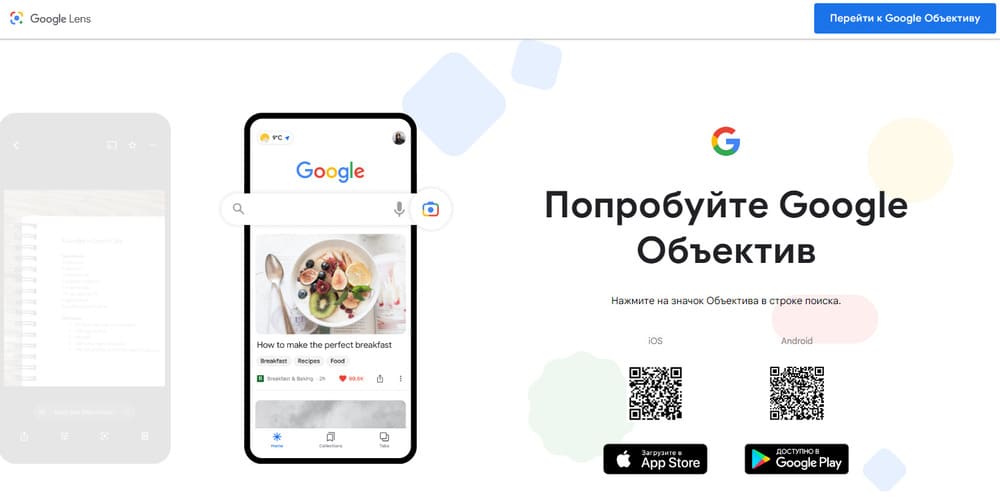 Google Lens
Перейти к Google Объективу
9°C
Google
How to make the perfect breakfast
Breakfast
Recipes
Food
Breakfast & Baking · 2h
Home
Collections
Tabs
Попробуйте Google
Объектив
Нажмите на значок Объектива в строке поиска.
iOS
Android
Загрузите в
App Store
ДОСТУПНО В
Google Play